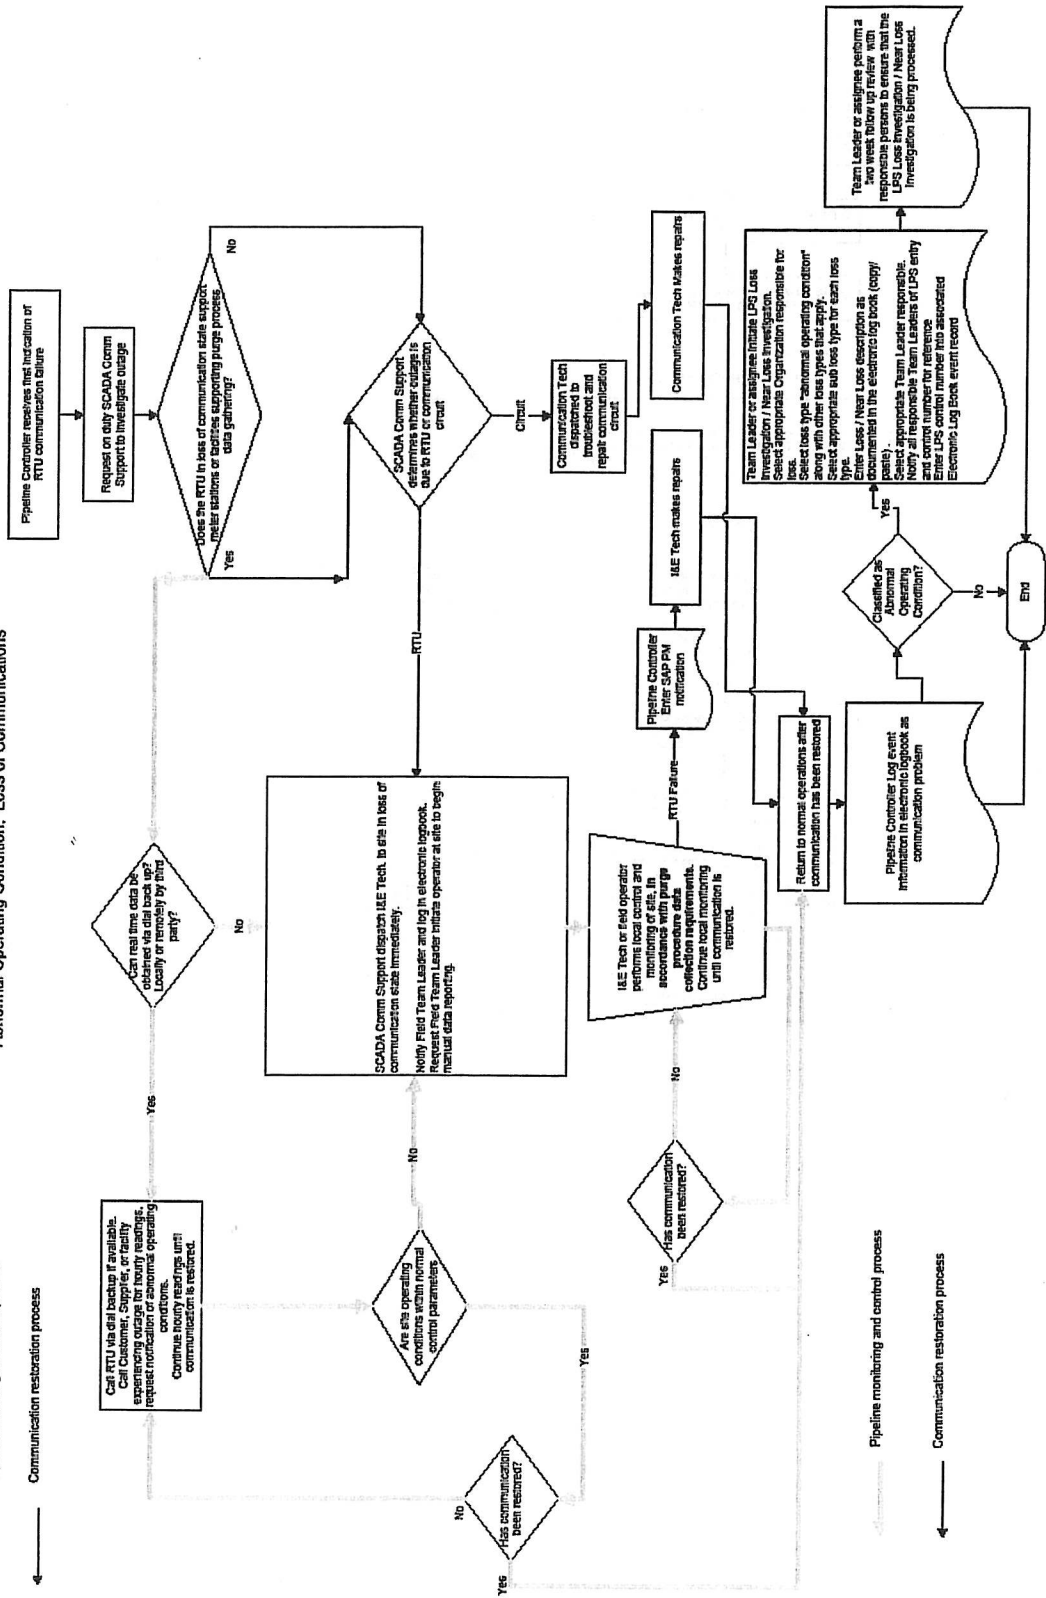 Abnormal Operating Condition: Loss of Communications
Communication restoration process
Pipeline Controller receives first indication of
RTU communication failure
Request on duty SCADA Comm
Support to investigate outage
Does the RTU in loss of communication state support
meter stations or facilities supporting purge process
data gathering?
Yes
No
Can real time data be
obtained via dial back up?
Locally or remotely by third
party?
Yes
No
Call RTU via dial backup if available.
Call Customer, Supplier, or facility
experiencing outage for hourly readings,
request notification of abnormal operating
conditions.
Continue hourly readings until
communication is restored.
SCADA Comm Support
determines whether outage is
due to RTU or communication
circuit
RTU
Circuit
SCADA Comm Support dispatch I&E Tech. to site in loss of
communication state immediately.
Notify Field Team Leader and log in electronic logbook.
Request Field Team Leader initiate operator at site to begin
manual data reporting.
Are site operating
conditions within normal
control parameters
No
Yes
Has communication
been restored?
No
Yes
Communication Tech
dispatched to
troubleshoot and
repair communication
circuit
Communication Tech Makes repairs
I&E Tech or field operator
performs local control and
monitoring of site, in
accordance with purge
procedure data
collection requirements.
Continue local monitoring
until communication is
restored.
RTU Failure
Pipeline Controller
Enter SAP PM
notification
I&E Tech makes repairs
Has communication
been restored?
No
Yes
Return to normal operations after
communication has been restored
Pipeline Controller Log event
information in electronic logbook as
communication problem
Classified as
Abnormal
Operating
Condition?
Yes
No
Team Leader or assignee initiate LPS Loss
Investigation / Near Loss Investigation.
Select appropriate Organization responsible for
loss.
Select loss type "abnormal operating condition"
along with other loss types that apply.
Select appropriate sub loss type for each loss
type.
Enter Loss / Near Loss description as
documented in the electronic log book (copy/
paste) .
Select appropriate Team Leader responsible.
Notify all responsible Team Leaders of LPS entry
and control number for reference
Enter LPS control number into associated
Electronic Log Book event record
Team Leader or assignee perform a
two week follow up review with
responsible persons to ensure that the
LPS Loss Investigation / Near Loss
Investigation is being processed.
End
Pipeline monitoring and control process
Communication restoration process